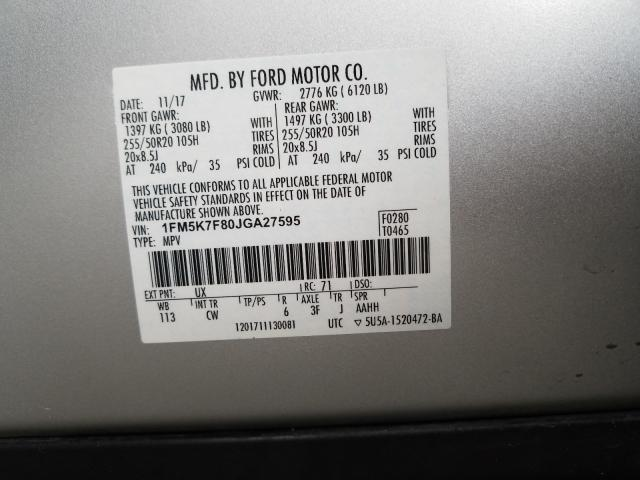 MFD. BY FORD MOTOR CO.
DATE: 11/17 GVWR: 2776 KG ( 6120 LB)
FRONT GAWR: REAR GAWR:
1397 KG ( 3080 LB) WITH 1497 KG ( 3300 LB) WITH
255/50R20 105H TIRES 255/50R20 105H TIRES
20x8.5J RIMS 20x8.5J RIMS
AT 240 kPa/ 35 PSI COLD AT 240 kPa/ 35 PSI COLD
THIS VEHICLE CONFORMS TO ALL APPLICABLE FEDERAL MOTOR
VEHICLE SAFETY STANDARDS IN EFFECT ON THE DATE OF
MANUFACTURE SHOWN ABOVE.
VIN: 1FM5K7F80JGA27595 F0280
TYPE: MPV T0465
EXT PNT: UX RC: 71 DSO:
WB INT TR TP/PS R AXLE TR SPR
113 CW 6 3F J AAHH
1201711130081 UTC ▽ 5U5A-1520472-BA